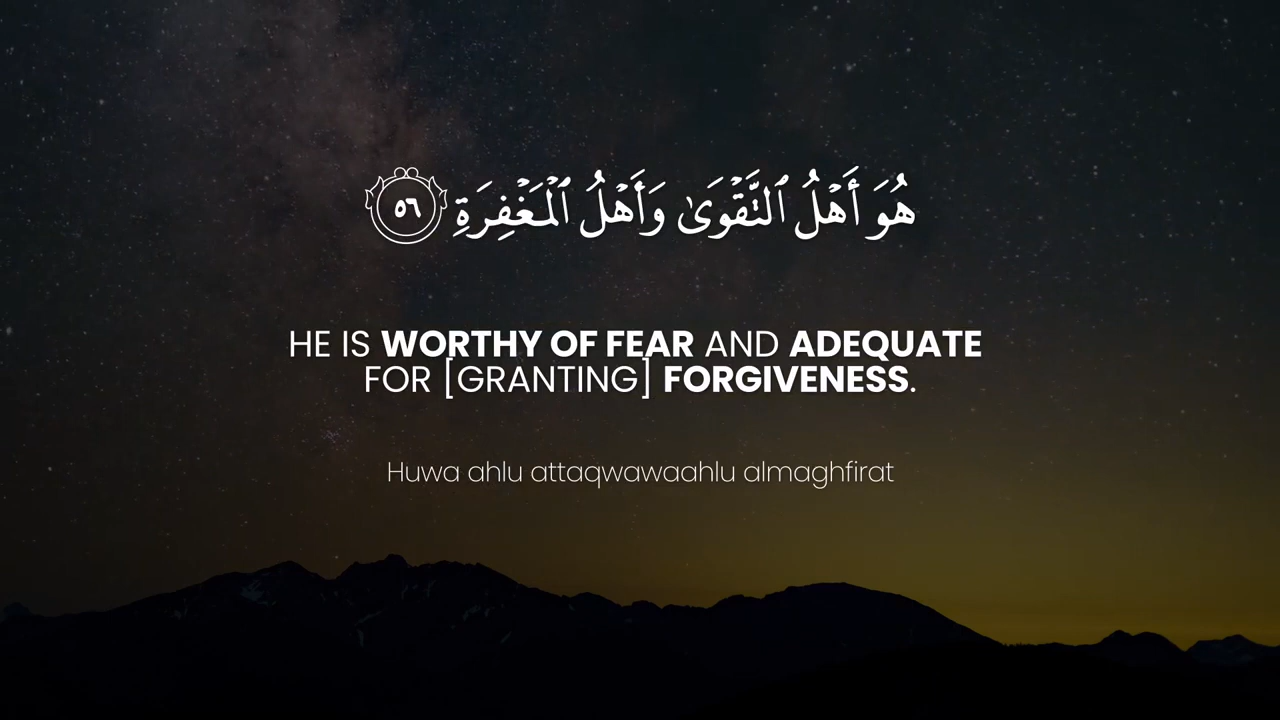 هُوَ أَهْلُ ٱلتَّقْوَىٰ وَأَهْلُ ٱلْمَغْفِرَةِ ٥٦
HE IS WORTHY OF FEAR AND ADEQUATE
FOR [GRANTING] FORGIVENESS.
Huwa ahlu attaqwawaahlu almaghfirat